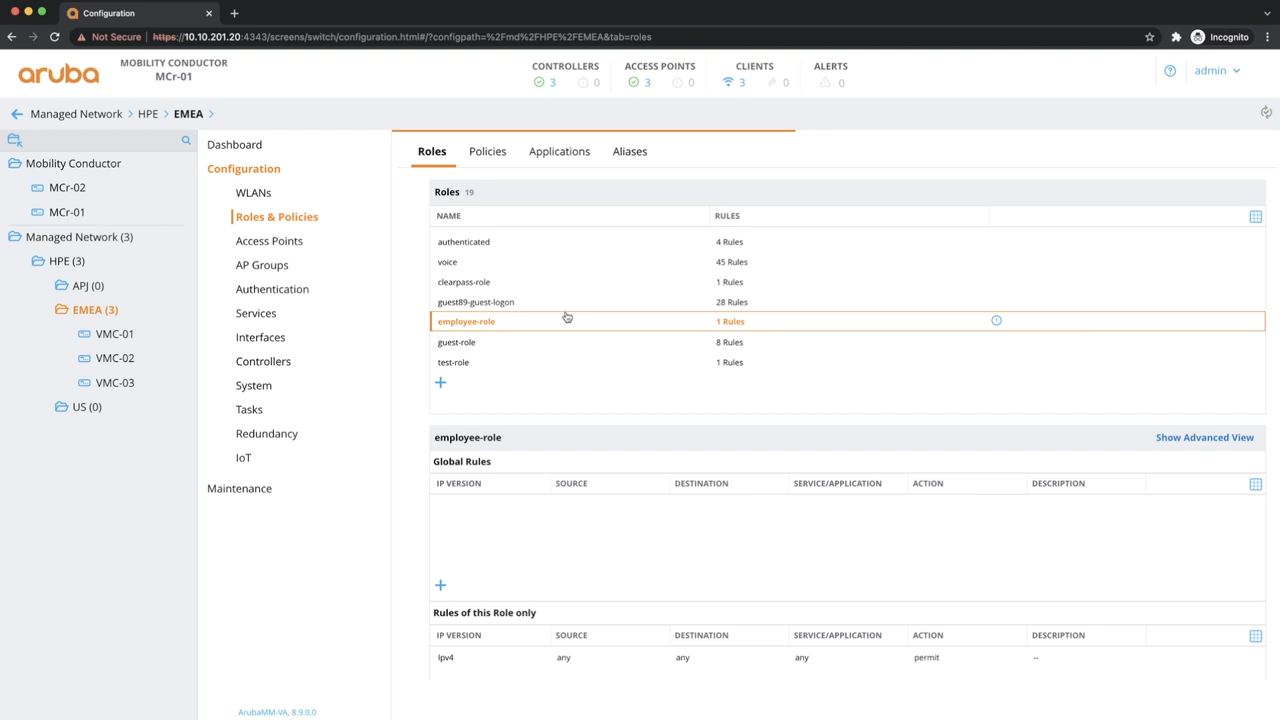 Configuration
Not Secure https://10.10.201.20:4343/screens/switch/configuration.html#/?configpath=%2Fmd%2FHPE%2FEMEA&tab=roles
Incognito
aruba
MOBILITY CONDUCTOR
MCr-01
CONTROLLERS
3 0
ACCESS POINTS
3 0
CLIENTS
3 0
ALERTS
0
admin
Managed Network > HPE > EMEA >
Mobility Conductor
MCr-02
MCr-01
Managed Network (3)
HPE (3)
APJ (0)
EMEA (3)
VMC-01
VMC-02
VMC-03
US (0)
Dashboard
Configuration
WLANs
Roles & Policies
Access Points
AP Groups
Authentication
Services
Interfaces
Controllers
System
Tasks
Redundancy
IoT
Maintenance
ArubaMM-VA, 8.9.0.0
Roles Policies Applications Aliases
Roles 19
NAME RULES
authenticated 4 Rules
voice 45 Rules
clearpass-role 1 Rules
guest89-guest-logon 28 Rules
employee-role 1 Rules
guest-role 8 Rules
test-role 1 Rules
+
employee-role Show Advanced View
Global Rules
IP VERSION SOURCE DESTINATION SERVICE/APPLICATION ACTION DESCRIPTION
+
Rules of this Role only
IP VERSION SOURCE DESTINATION SERVICE/APPLICATION ACTION DESCRIPTION
Ipv4 any any any permit --